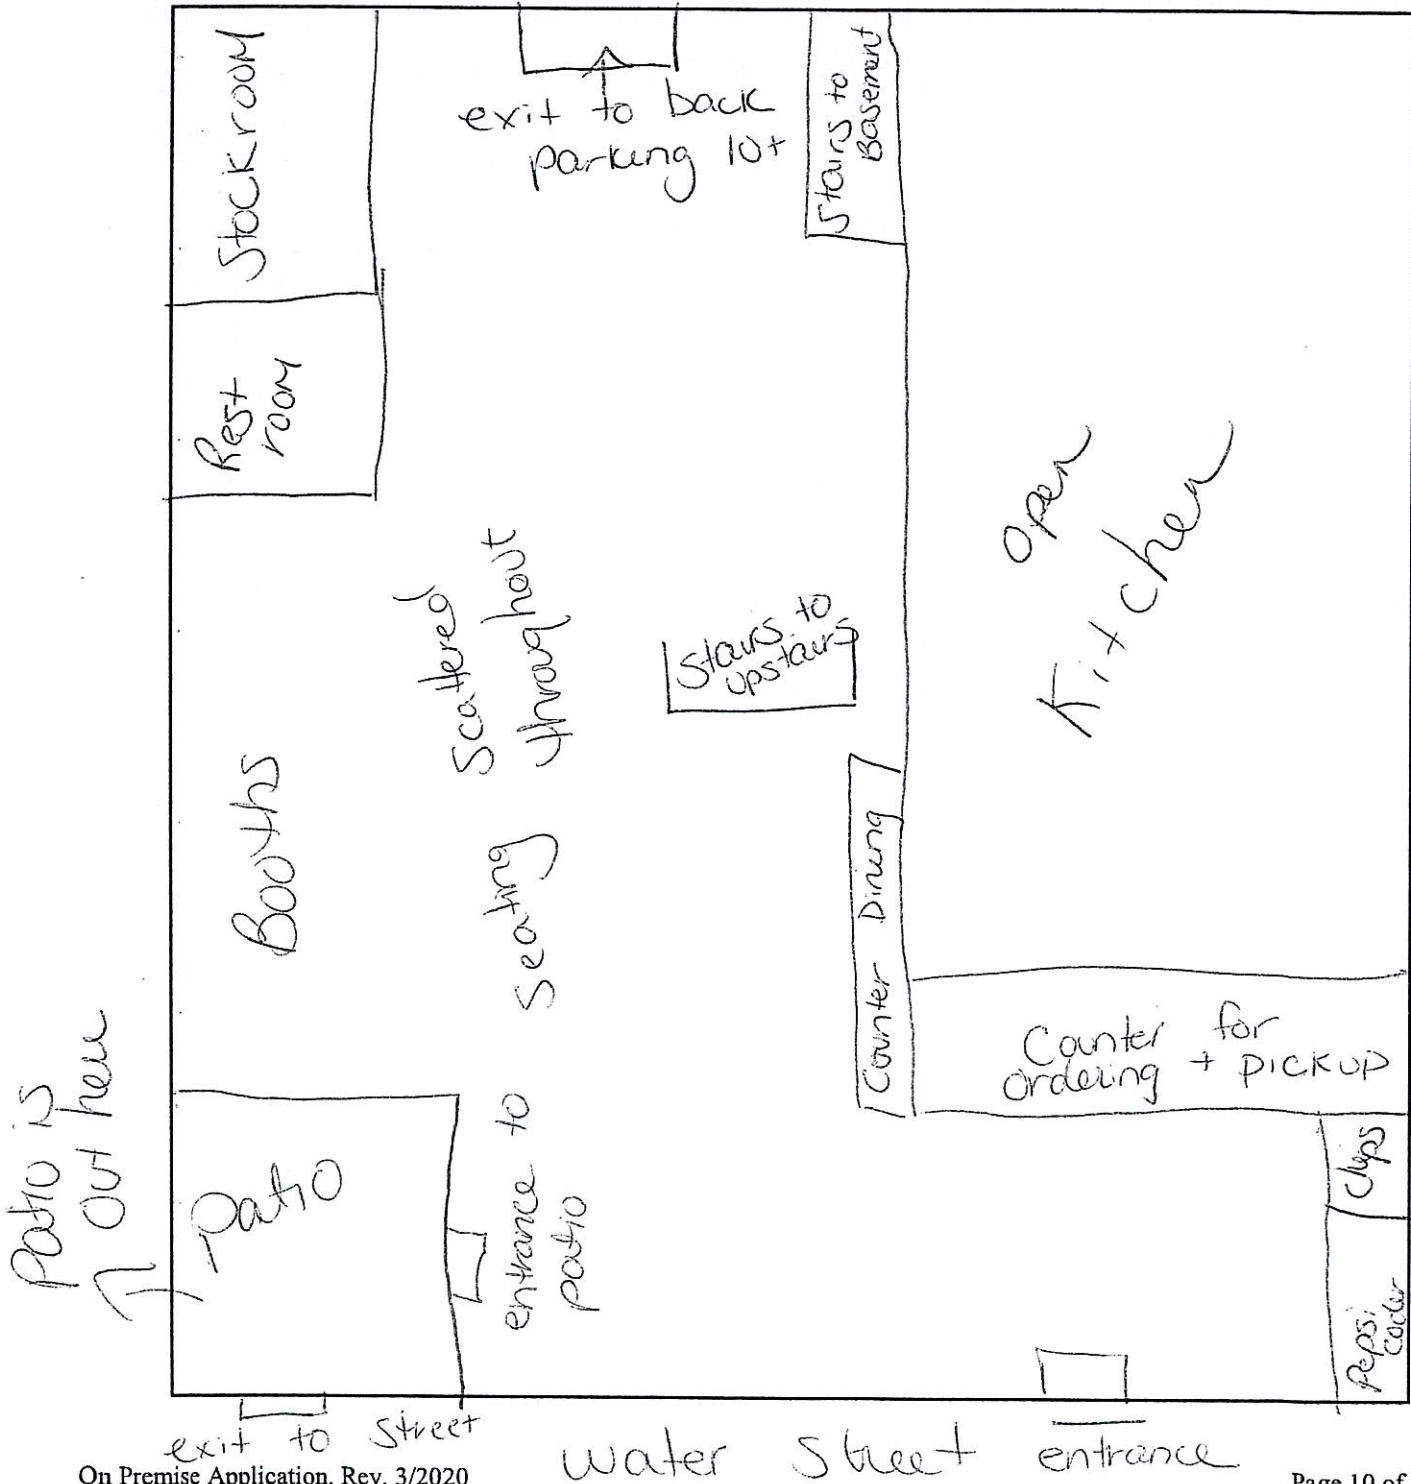 Stockroom
exit to back
parking 10+
Stairs to
Basement
Rest
room
Open
Kitchen
Scattered
throughout
Stairs to
upstairs
Booths
Seating
Counter Dining
Counter for
ordering + pickup
Patio is
out here
Patio
entrance to
patio
Chips
Pepsi
cooler
exit to street
Water Street entrance
On Premise Application, Rev. 3/2020
Page 10 of